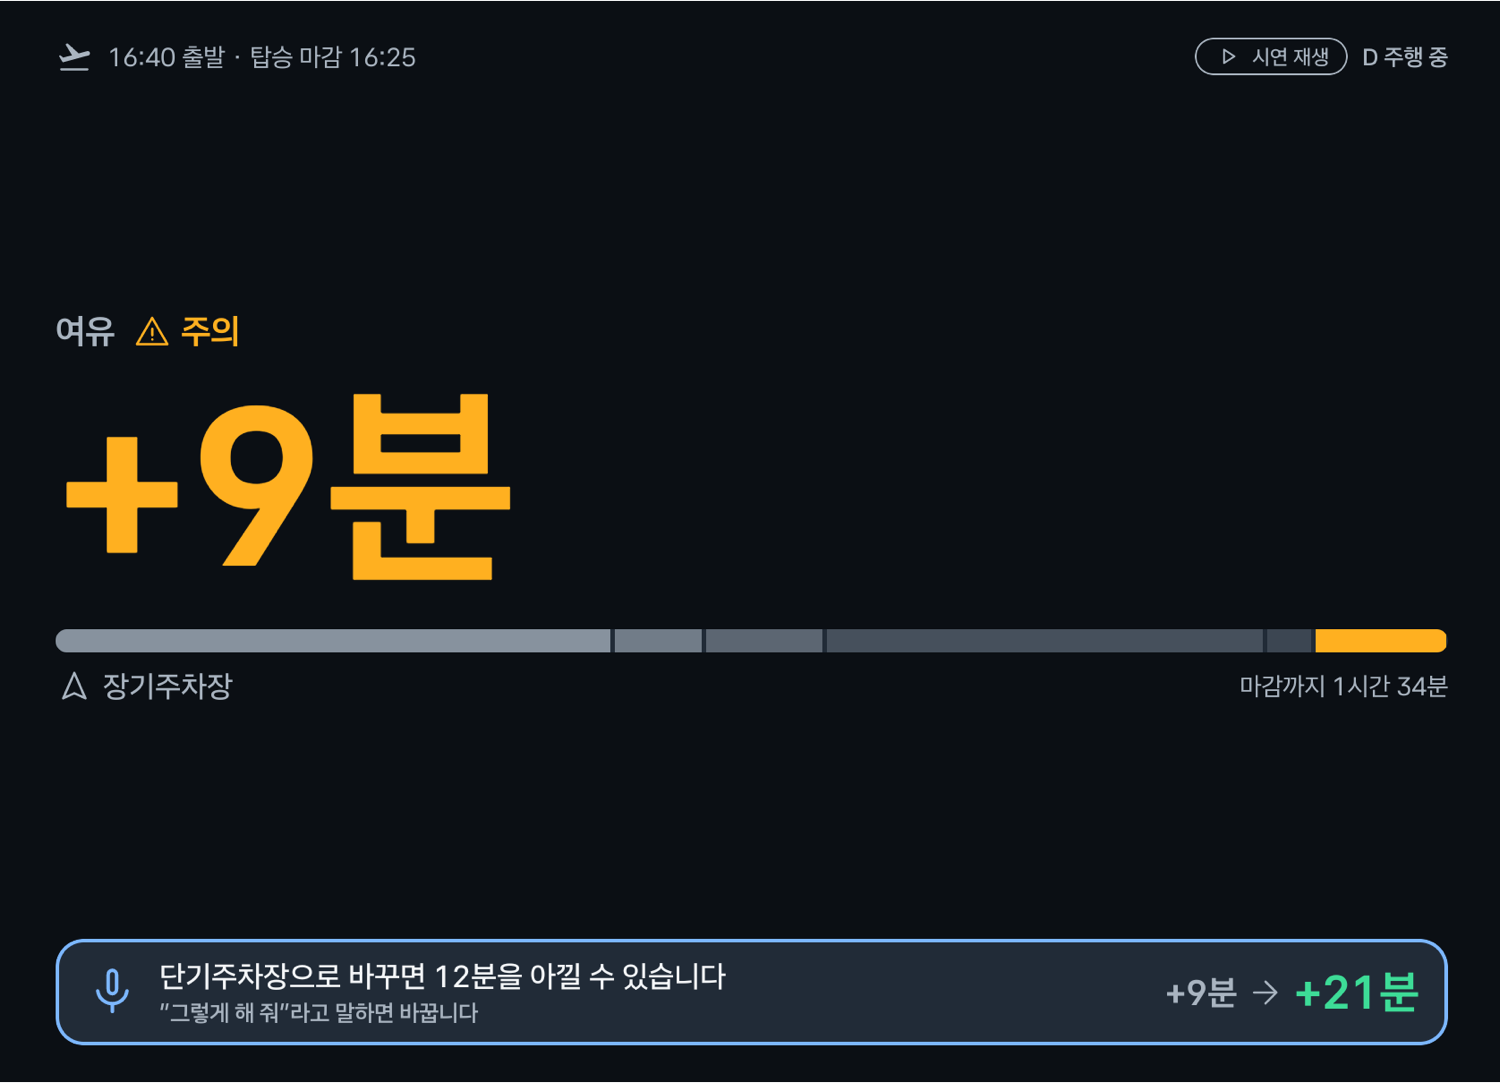 16:40 출발 · 탑승 마감 16:25
시연 재생
D 주행 중
여유
주의
+9분
장기주차장
마감까지 1시간 34분
단기주차장으로 바꾸면 12분을 아낄 수 있습니다
"그렇게 해 줘"라고 말하면 바꿉니다
+9분 → +21분